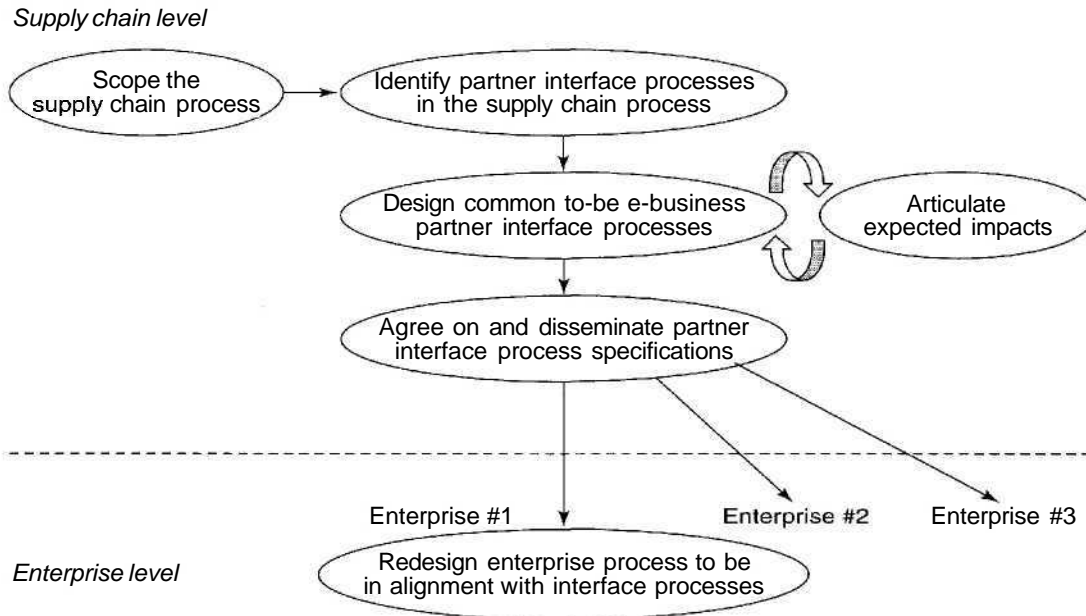 Supply chain level
Scope the
supply chain process
Identify partner interface processes
in the supply chain process
Design common to-be e-business
partner interface processes
Articulate
expected impacts
Agree on and disseminate partner
interface process specifications
Enterprise #1
Enterprise #2
Enterprise #3
Redesign enterprise process to be
in alignment with interface processes
Enterprise level